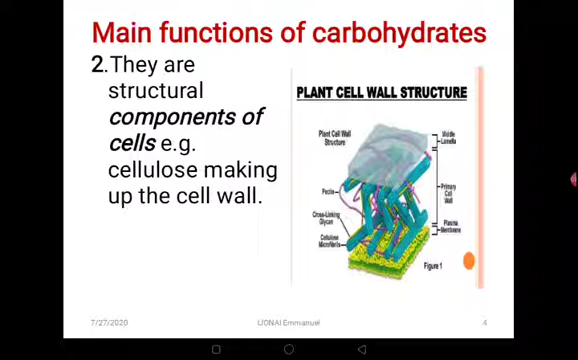 Main functions of carbohydrates
2.They are
structural
components of
cells e.g.
cellulose making
up the cell wall.
PLANT CELL WALL STRUCTURE
Plant Cell Wall
Structure
Middle
Lamella
Pectin
Primary
Cell
Wall
Cross-Linking
Glycan
Plasma
Membrane
Cellulose
Microfibrils
Figure 1
7/27/2020
Emmanuel
4